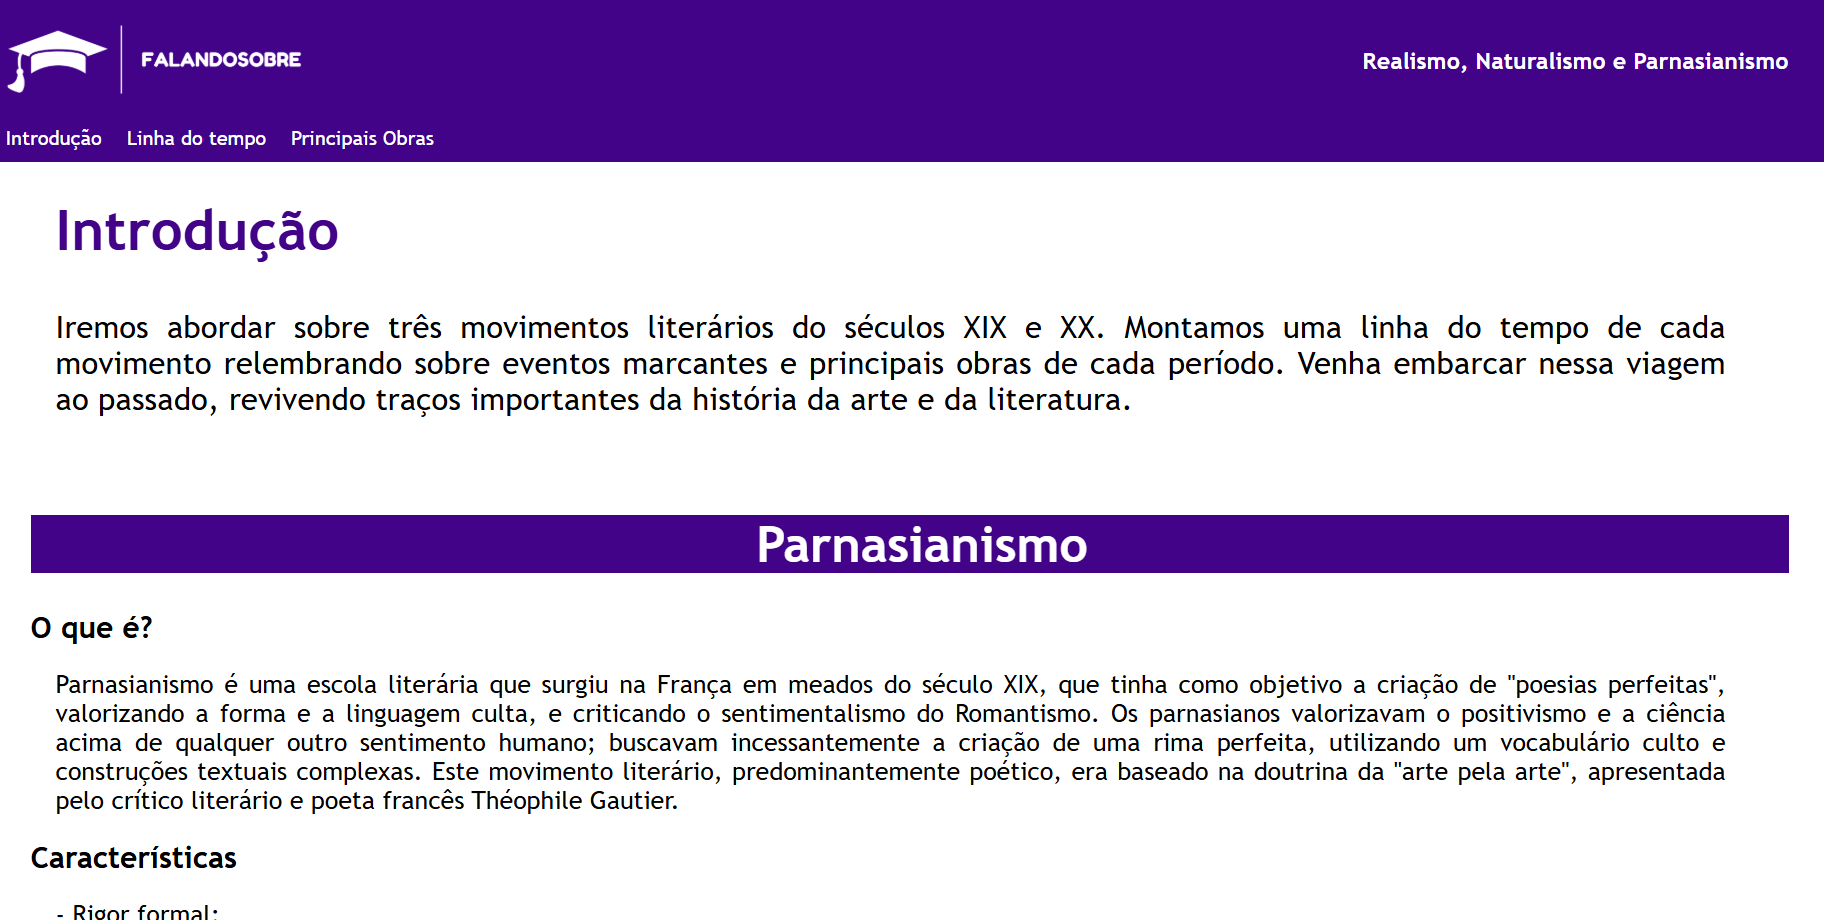 FALANDOSOBRE
Realismo, Naturalismo e Parnasianismo
Introdução Linha do tempo Principais Obras
Introdução
Iremos abordar sobre três movimentos literários do séculos XIX e XX. Montamos uma linha do tempo de cada
movimento relembrando sobre eventos marcantes e principais obras de cada período. Venha embarcar nessa viagem
ao passado, revivendo traços importantes da história da arte e da literatura.
Parnasianismo
O que é?
Parnasianismo é uma escola literária que surgiu na França em meados do século XIX, que tinha como objetivo a criação de "poesias perfeitas",
valorizando a forma e a linguagem culta, e criticando o sentimentalismo do Romantismo. Os parnasianos valorizavam o positivismo e a ciência
acima de qualquer outro sentimento humano; buscavam incessantemente a criação de uma rima perfeita, utilizando um vocabulário culto e
construções textuais complexas. Este movimento literário, predominantemente poético, era baseado na doutrina da "arte pela arte", apresentada
pelo crítico literário e poeta francês Théophile Gautier.
Características
- Rigor formal;